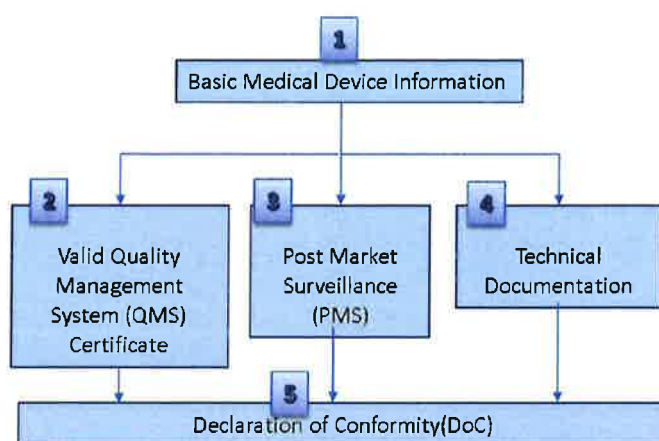 1
Basic Medical Device Information
2
Valid Quality
Management
System (QMS)
Certificate
3
Post Market
Surveillance
(PMS)
4
Technical
Documentation
5
Declaration of Conformity(DoC)